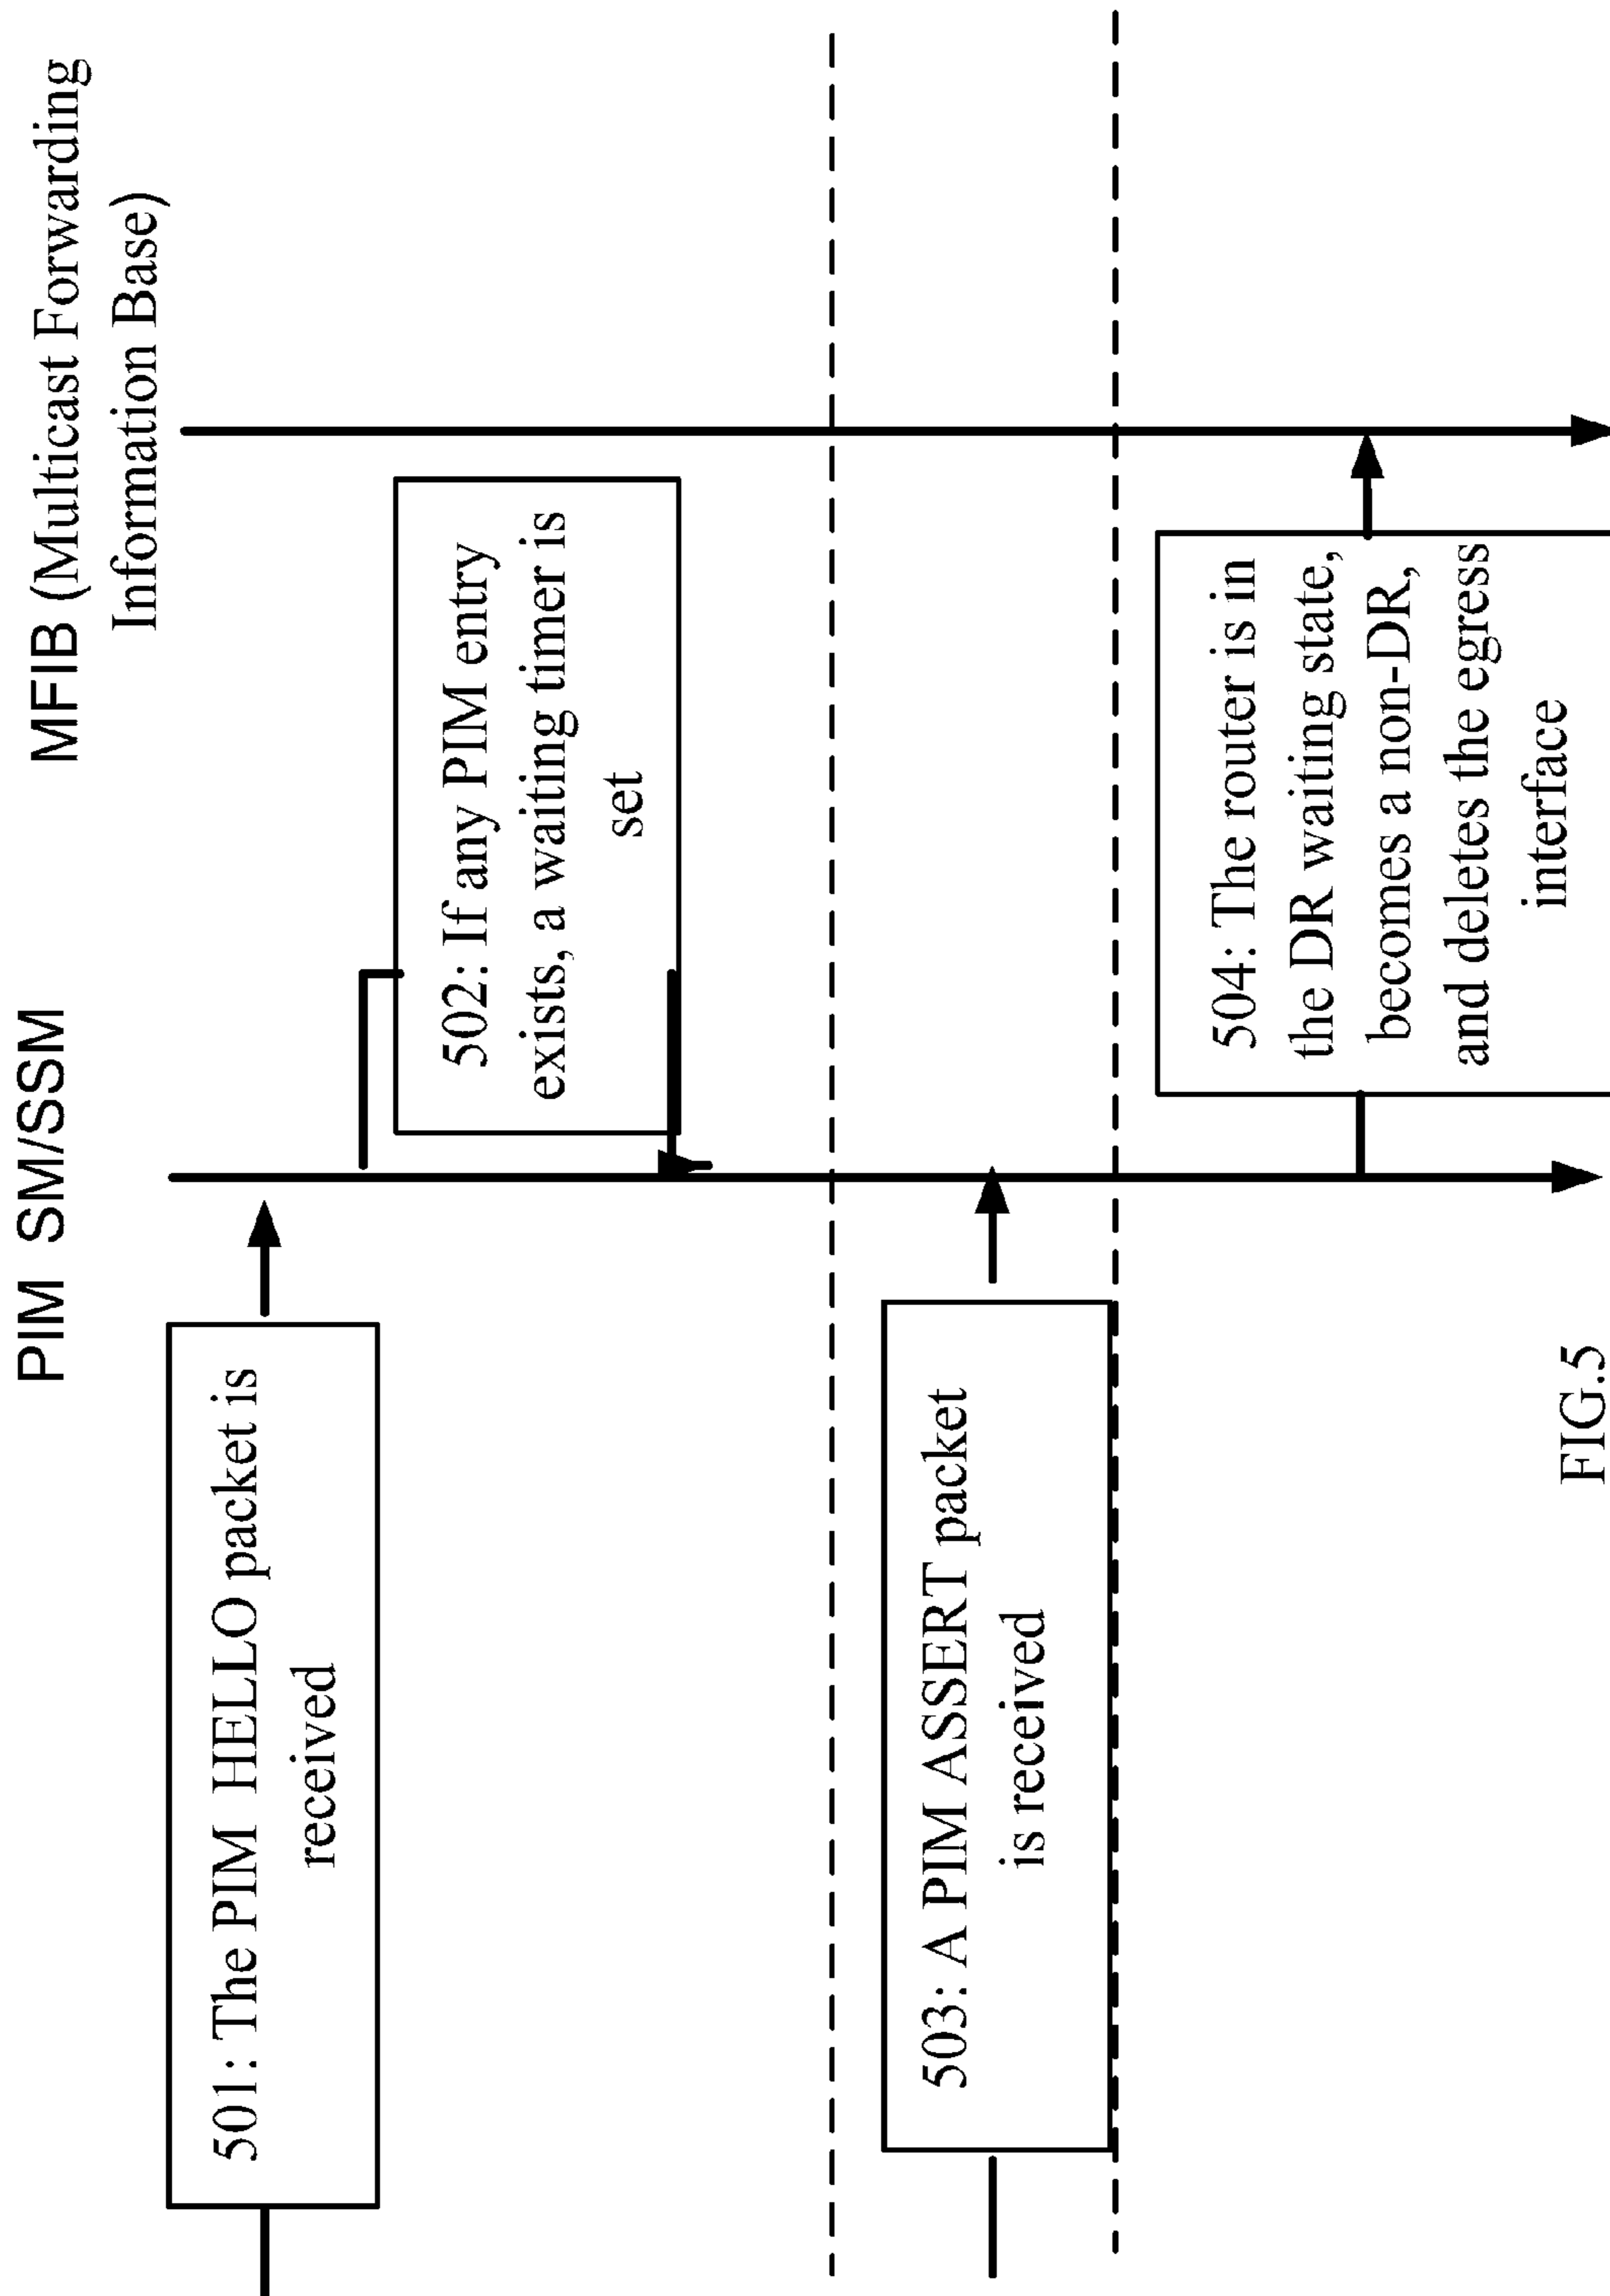 PIM SM/SSM
MFIB (Multicast Forwarding
Information Base)
501: The PIM HELLO packet is
received
502: If any PIM entry
exists, a waiting timer is
set
503: A PIM ASSERT packet
is received
504: The router is in
the DR waiting state,
becomes a non-DR,
and deletes the egress
interface
FIG.5